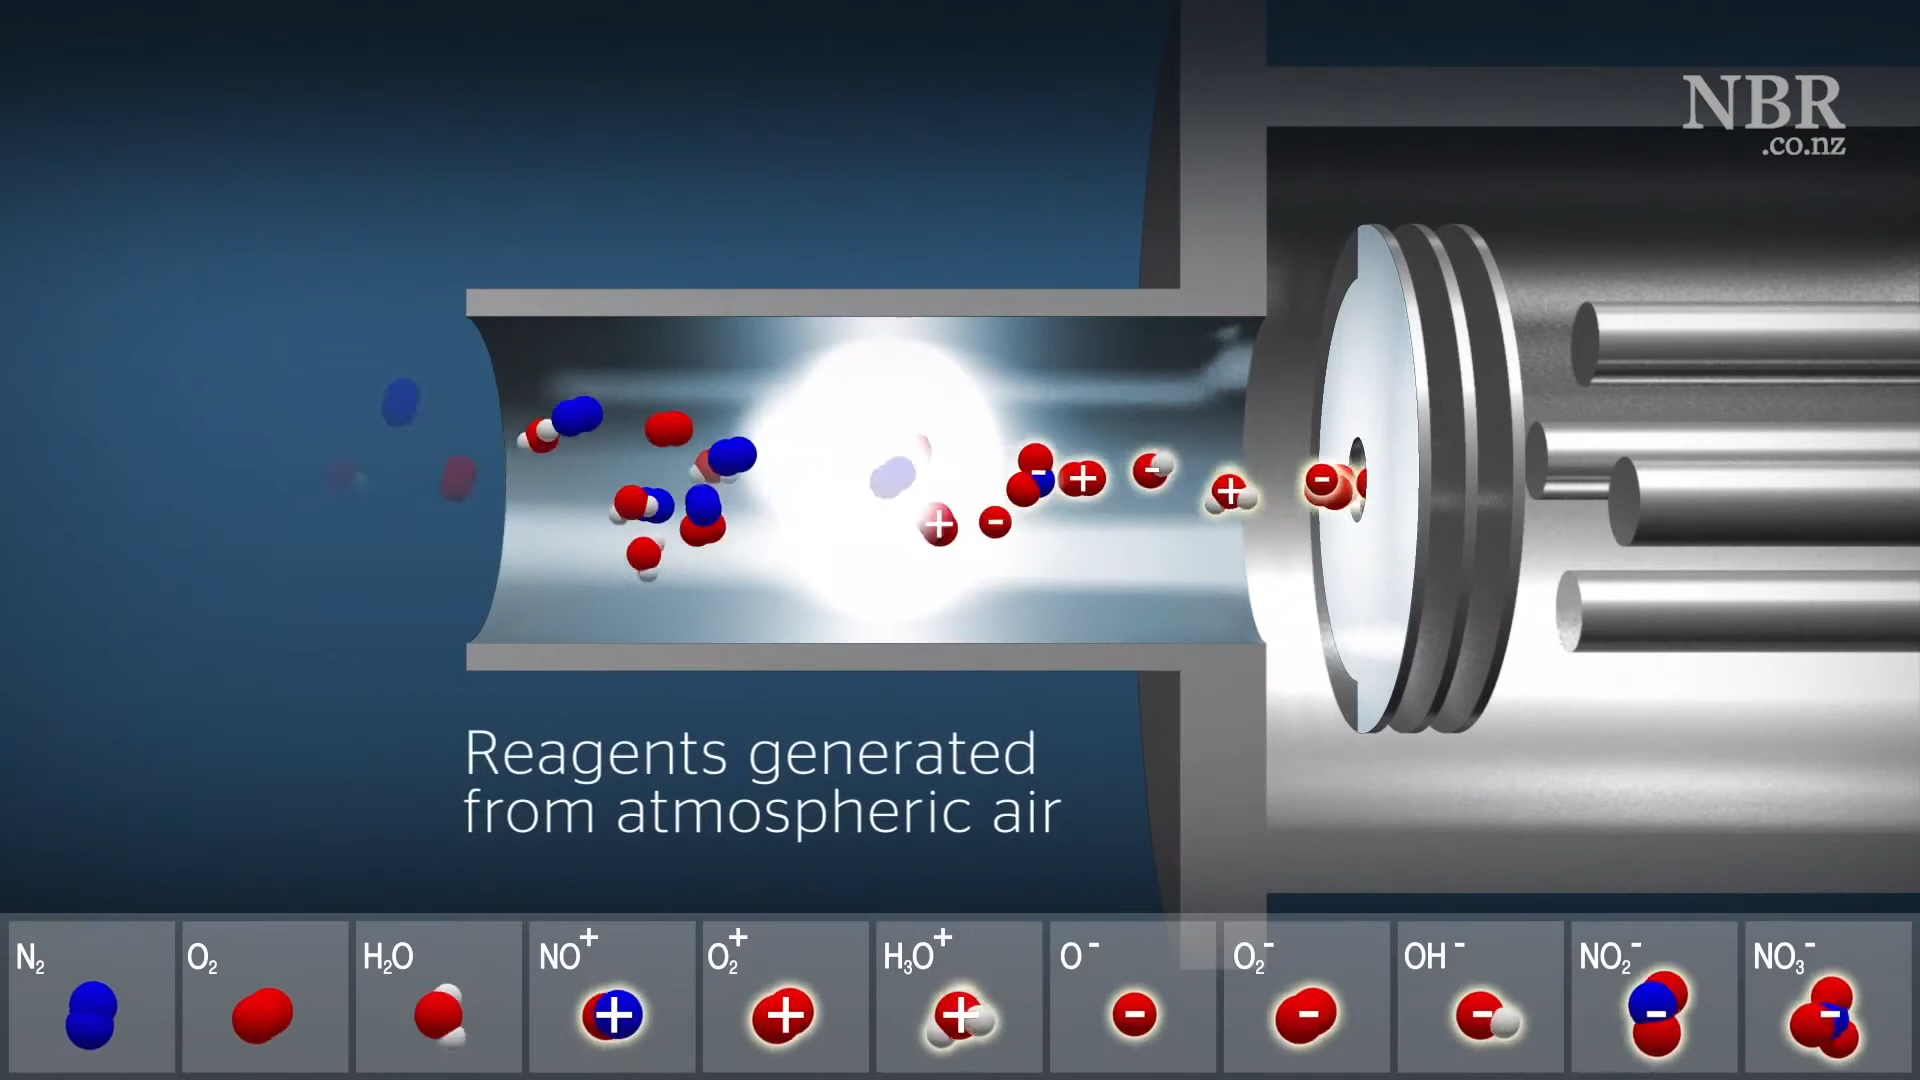 NBR
.co.nz
Reagents generated
from atmospheric air
N₂
O₂
H₂O
NO⁺
O₂⁺
H₃O⁺
O⁻
O₂⁻
OH⁻
NO₂⁻
NO₃⁻